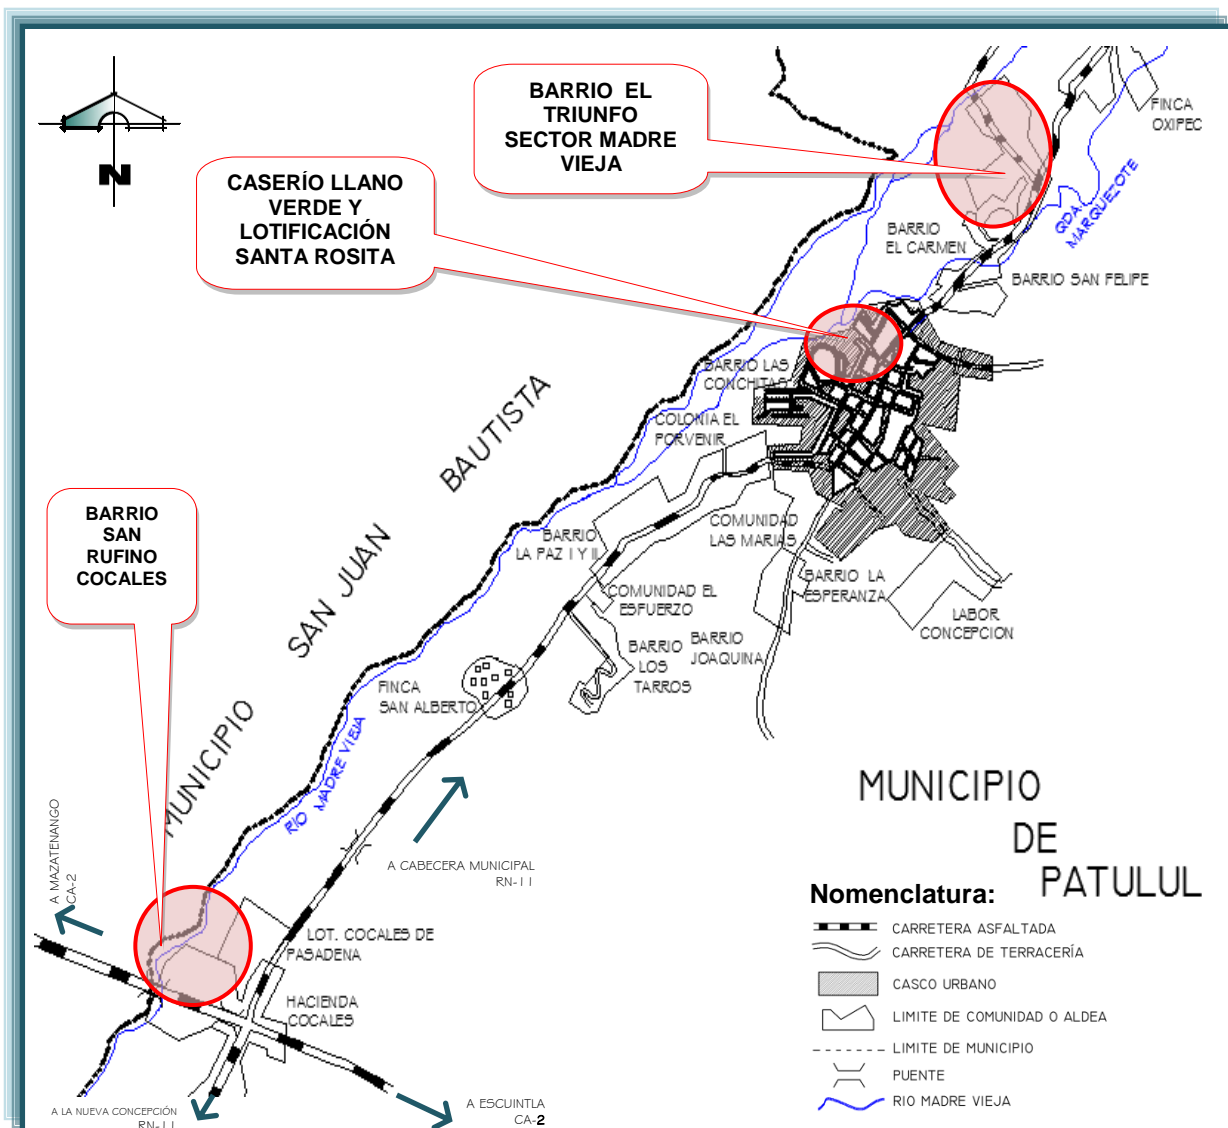 N
BARRIO EL
TRIUNFO
SECTOR MADRE
VIEJA
CASERÍO LLANO
VERDE Y
LOTIFICACIÓN
SANTA ROSITA
FINCA
OXIPEC
QDA.
MARQUEZOTE
BARRIO
EL CARMEN
BARRIO SAN FELIPE
BARRIO LAS
CONCHITAS
COLONIA EL
PORVENIR
BARRIO
SAN
RUFINO
COCALES
MUNICIPIO SAN JUAN BAUTISTA
BARRIO
LA PAZ I Y II
COMUNIDAD
LAS MARIAS
COMUNIDAD EL
ESFUERZO
BARRIO LA
ESPERANZA
LABOR
CONCEPCION
BARRIO
LOS
TARROS
BARRIO
JOAQUINA
FINCA
SAN ALBERTO
RIO MADRE VIEJA
A MAZATENANGO
CA-2
A CABECERA MUNICIPAL
RN-11
LOT. COCALES DE
PASADENA
HACIENDA
COCALES
A LA NUEVA CONCEPCIÓN
RN-11
A ESCUINTLA
CA-2
MUNICIPIO
DE
PATULUL
Nomenclatura:
CARRETERA ASFALTADA
CARRETERA DE TERRACERÍA
CASCO URBANO
LIMITE DE COMUNIDAD O ALDEA
LIMITE DE MUNICIPIO
PUENTE
RIO MADRE VIEJA